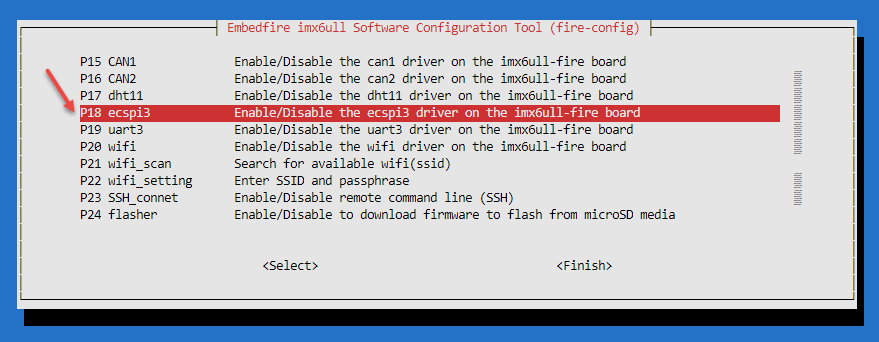 Embedfire imx6ull Software Configuration Tool (fire-config)
P15 CAN1 Enable/Disable the can1 driver on the imx6ull-fire board
P16 CAN2 Enable/Disable the can2 driver on the imx6ull-fire board
P17 dht11 Enable/Disable the dht11 driver on the imx6ull-fire board
P18 ecspi3 Enable/Disable the ecspi3 driver on the imx6ull-fire board
P19 uart3 Enable/Disable the uart3 driver on the imx6ull-fire board
P20 wifi Enable/Disable the wifi driver on the imx6ull-fire board
P21 wifi_scan Search for available wifi(ssid)
P22 wifi_setting Enter SSID and passphrase
P23 SSH_connet Enable/Disable remote command line (SSH)
P24 flasher Enable/Disable to download firmware to flash from microSD media
<Select> <Finish>